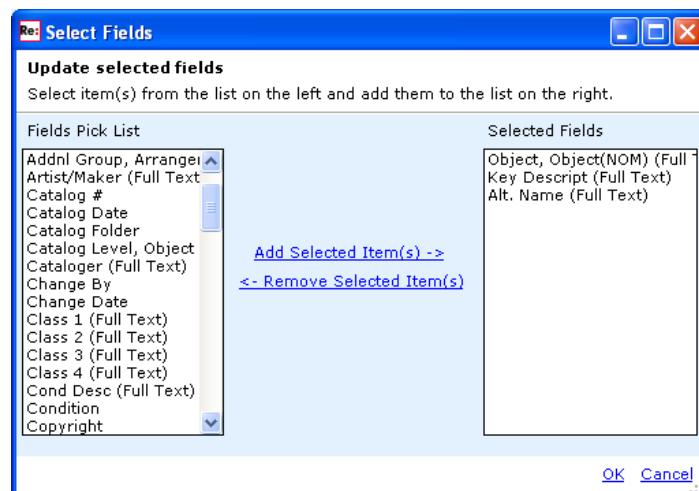 Re: Select Fields
Update selected fields
Select item(s) from the list on the left and add them to the list on the right.
Fields Pick List
Selected Fields
Addnl Group, Arranger
Artist/Maker (Full Text
Catalog #
Catalog Date
Catalog Folder
Catalog Level, Object
Cataloger (Full Text)
Change By
Change Date
Class 1 (Full Text)
Class 2 (Full Text)
Class 3 (Full Text)
Class 4 (Full Text)
Cond Desc (Full Text)
Condition
Copyright
Add Selected Item(s) ->
<- Remove Selected Item(s)
Object, Object(NOM) (Full T
Key Descript (Full Text)
Alt. Name (Full Text)
OK Cancel